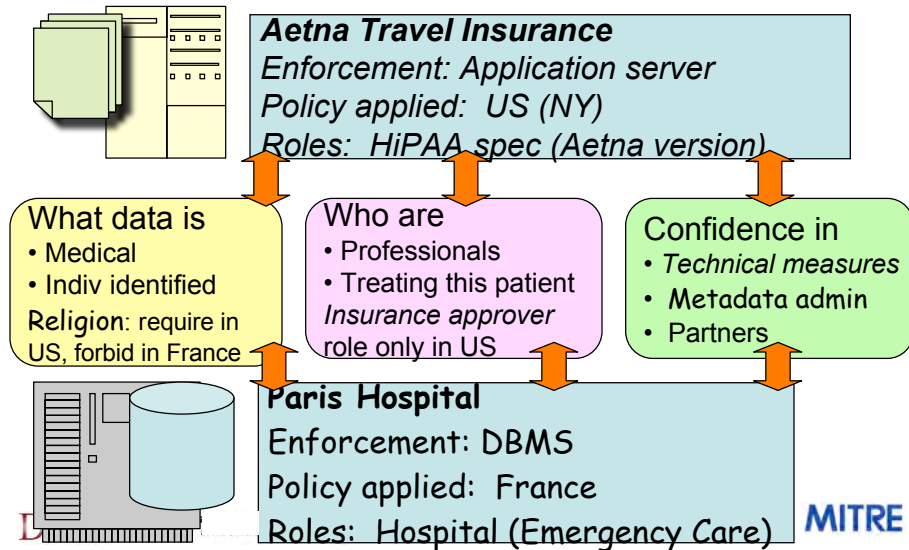 Aetna Travel Insurance
Enforcement: Application server
Policy applied: US (NY)
Roles: HiPAA spec (Aetna version)
What data is
• Medical
• Indiv identified
Religion: require in
US, forbid in France
Who are
• Professionals
• Treating this patient
Insurance approver
role only in US
Confidence in
• Technical measures
• Metadata admin
• Partners
Paris Hospital
Enforcement: DBMS
Policy applied: France
Roles: Hospital (Emergency Care)
MITRE